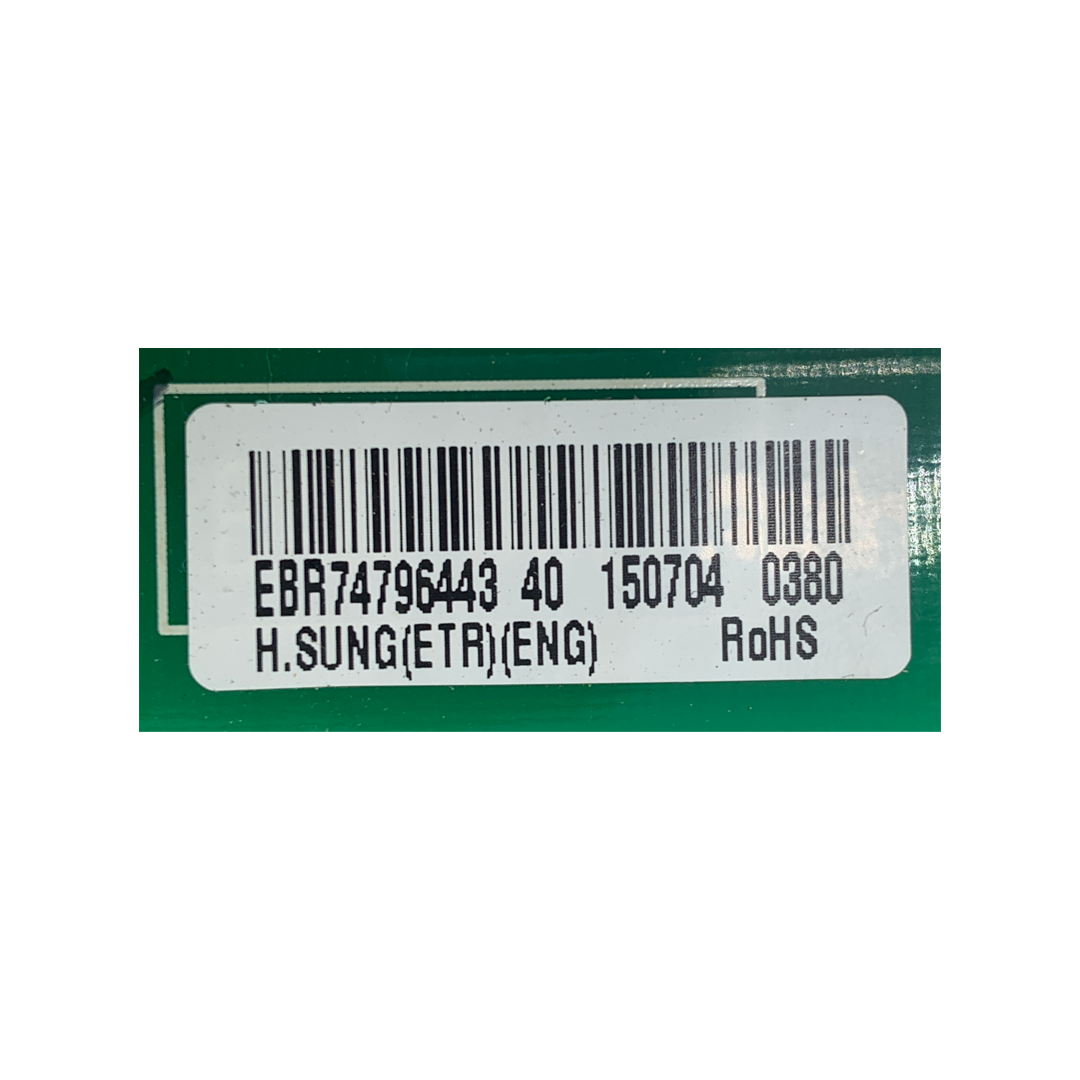 EBR74796443 40 150704 0380
H.SUNG(ETR)(ENG) RoHS